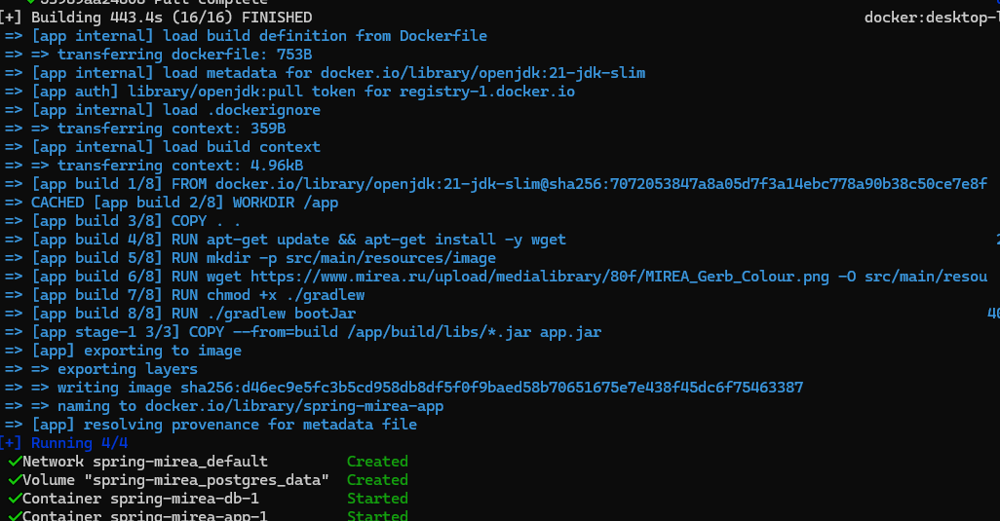 [+] Building 443.4s (16/16) FINISHED docker:desktop-l
=> [app internal] load build definition from Dockerfile
=> => transferring dockerfile: 753B
=> [app internal] load metadata for docker.io/library/openjdk:21-jdk-slim
=> [app auth] library/openjdk:pull token for registry-1.docker.io
=> [app internal] load .dockerignore
=> => transferring context: 359B
=> [app internal] load build context
=> => transferring context: 4.96kB
=> [app build 1/8] FROM docker.io/library/openjdk:21-jdk-slim@sha256:7072053847a8a05d7f3a14ebc778a90b38c50ce7e8f
=> CACHED [app build 2/8] WORKDIR /app
=> [app build 3/8] COPY . .
=> [app build 4/8] RUN apt-get update && apt-get install -y wget
=> [app build 5/8] RUN mkdir -p src/main/resources/image
=> [app build 6/8] RUN wget https://www.mirea.ru/upload/medialibrary/80f/MIREA_Gerb_Colour.png -O src/main/resou
=> [app build 7/8] RUN chmod +x ./gradlew
=> [app build 8/8] RUN ./gradlew bootJar 40
=> [app stage-1 3/3] COPY --from=build /app/build/libs/*.jar app.jar
=> [app] exporting to image
=> => exporting layers
=> => writing image sha256:d46ec9e5fc3b5cd958db8df5f0f9baed58b70651675e7e438f45dc6f75463387
=> => naming to docker.io/library/spring-mirea-app
=> [app] resolving provenance for metadata file
[+] Running 4/4
✓Network spring-mirea_default Created
✓Volume "spring-mirea_postgres_data" Created
✓Container spring-mirea-db-1 Started
✓Container spring-mirea-app-1 Started